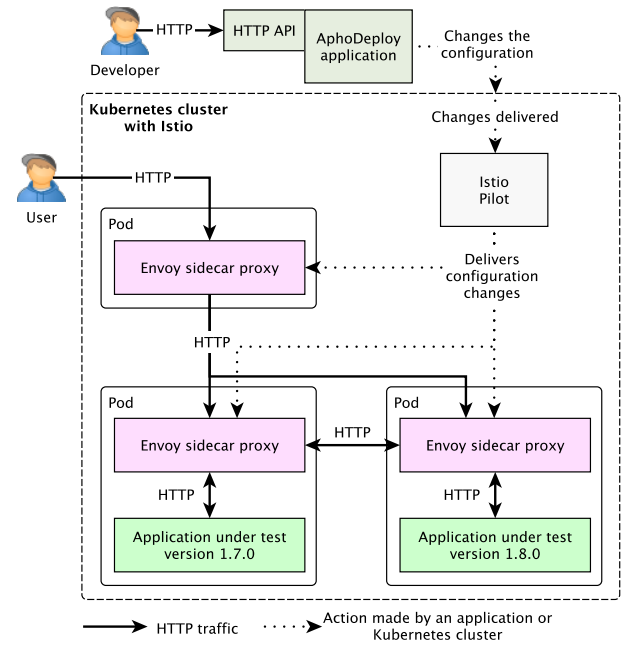 HTTP
HTTP API
AphoDeploy
application
Changes the
configuration
Developer
Kubernetes cluster
with Istio
Changes delivered
HTTP
User
Istio
Pilot
Pod
Envoy sidecar proxy
Delivers
configuration
changes
HTTP
Pod
Envoy sidecar proxy
HTTP
Pod
Envoy sidecar proxy
HTTP
HTTP
Application under test
version 1.7.0
Application under test
version 1.8.0
HTTP traffic
Action made by an application or
Kubernetes cluster